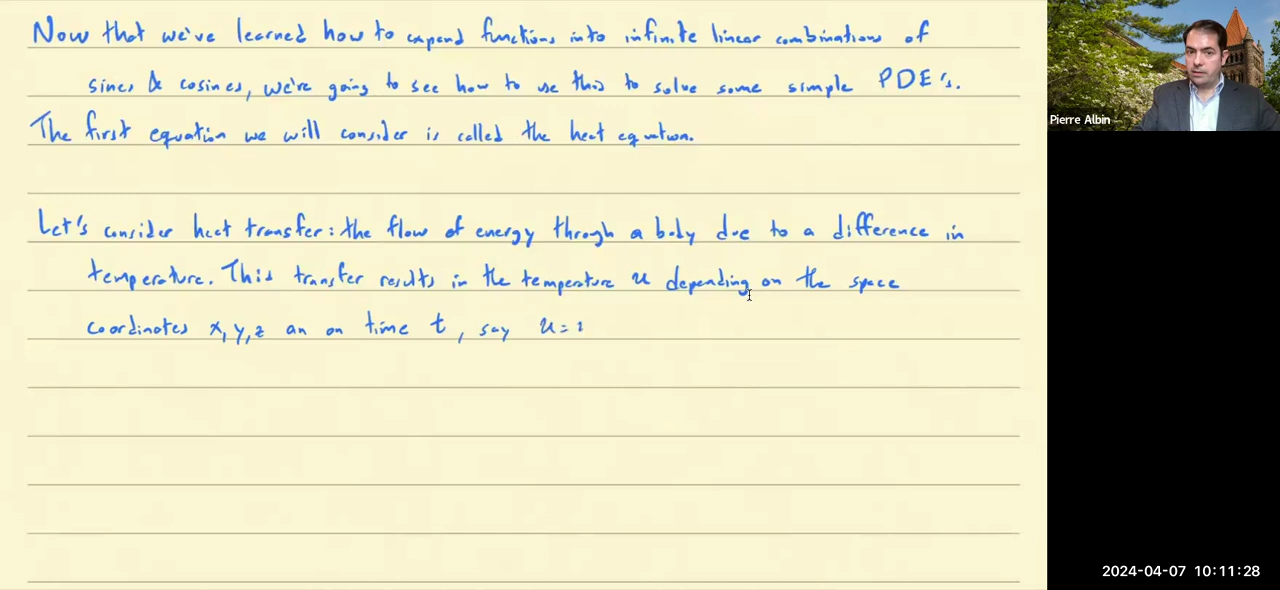 Now that we've learned how to expand functions into infinite linear combinations of
sines & cosines, we're going to see how to use this to solve some simple PDE's.
The first equation we will consider is called the heat equation.
Let's consider heat transfer: the flow of energy through a body due to a difference in
temperature. This transfer results in the temperature u depending on the space
coordinates x, y, z an on time t, say u =
Pierre Albin
2024-04-07 10:11:28